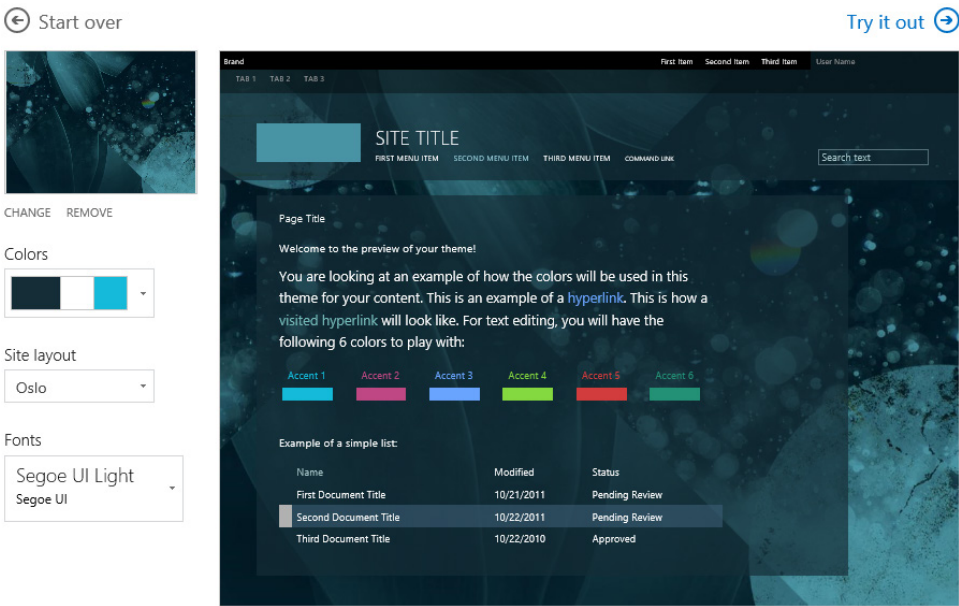 Start over
Try it out
CHANGE REMOVE
Colors
Site layout
Oslo
Fonts
Segoe UI Light
Segoe UI
Brand First Item Second Item Third Item User Name
TAB 1 TAB 2 TAB 3
SITE TITLE
FIRST MENU ITEM SECOND MENU ITEM THIRD MENU ITEM COMMAND LINK
Search text
Page Title
Welcome to the preview of your theme!
You are looking at an example of how the colors will be used in this
theme for your content. This is an example of a hyperlink. This is how a
visited hyperlink will look like. For text editing, you will have the
following 6 colors to play with:
Accent 1 Accent 2 Accent 3 Accent 4 Accent 5 Accent 6
Example of a simple list:
Name Modified Status
First Document Title 10/21/2011 Pending Review
Second Document Title 10/22/2011 Pending Review
Third Document Title 10/22/2010 Approved